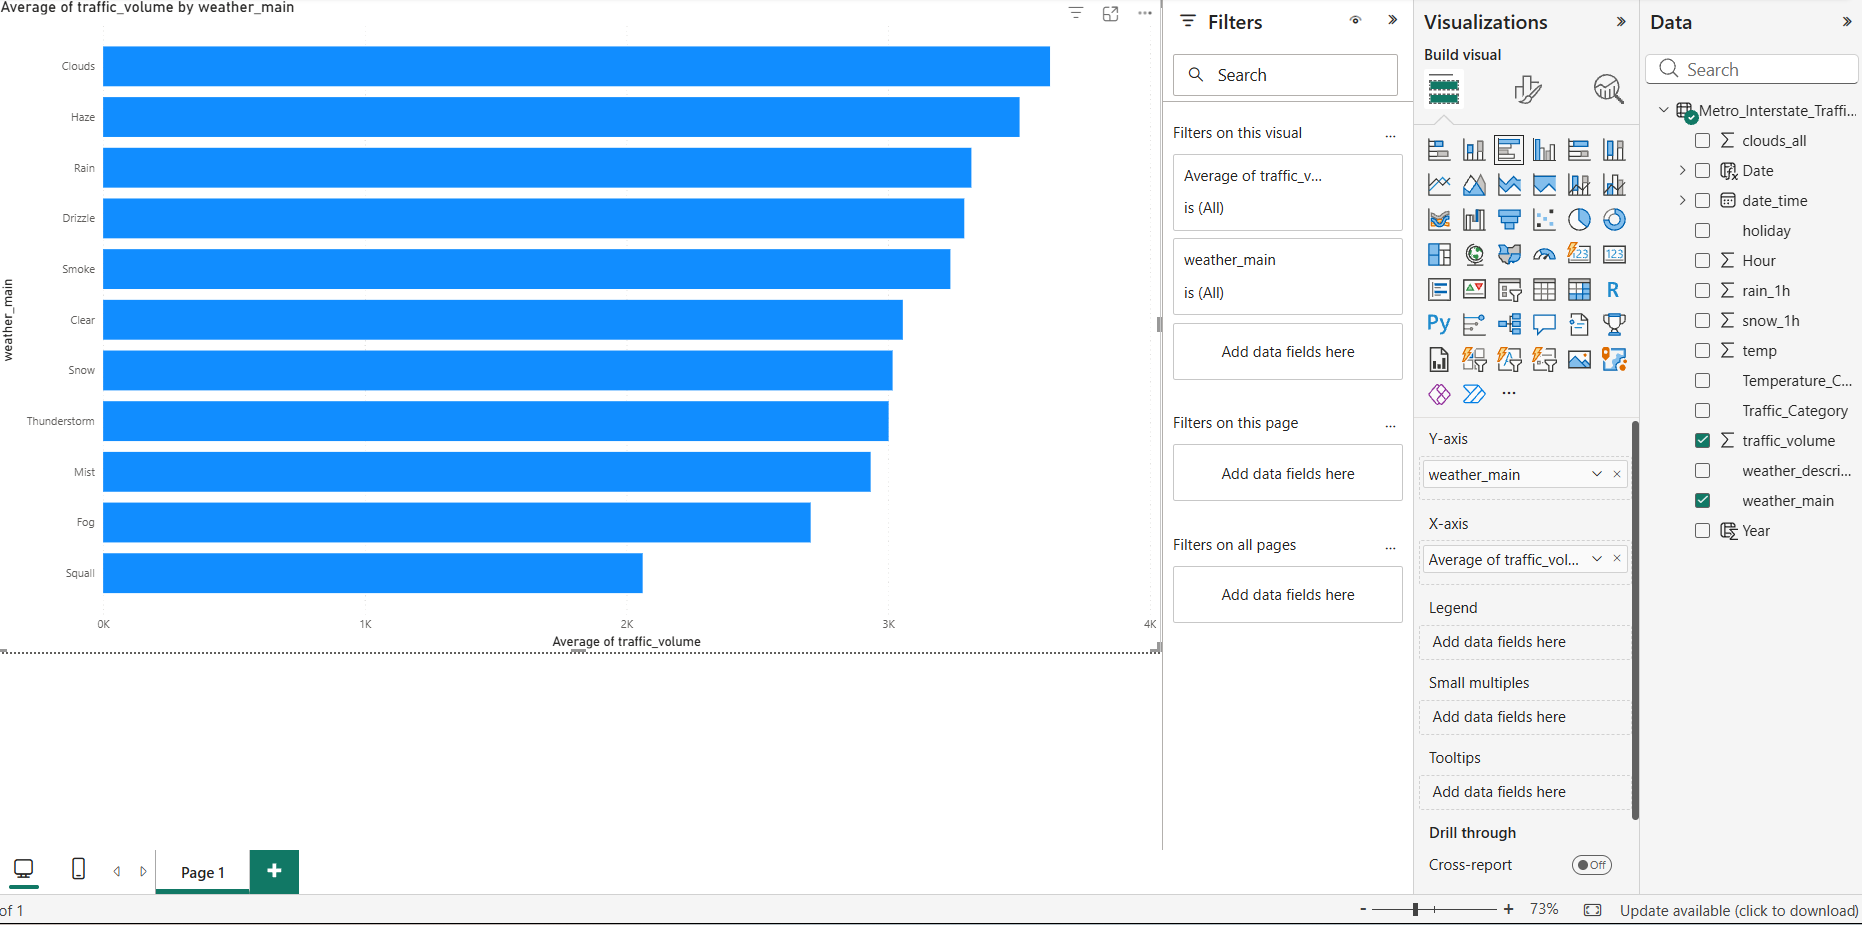 Average of traffic_volume by weather_main
weather_main
Clouds
Haze
Rain
Drizzle
Smoke
Clear
Snow
Thunderstorm
Mist
Fog
Squall
0K 1K 2K 3K 4K
Average of traffic_volume
Filters
Search
Filters on this visual
Average of traffic_v...
is (All)
weather_main
is (All)
Add data fields here
Filters on this page
Add data fields here
Filters on all pages
Add data fields here
Visualizations
Build visual
123
123
R
Py
Y-axis
weather_main
X-axis
Average of traffic_vol...
Legend
Add data fields here
Small multiples
Add data fields here
Tooltips
Add data fields here
Drill through
Cross-report
Off
Data
Search
Metro_Interstate_Traffi...
clouds_all
Date
date_time
holiday
Hour
rain_1h
snow_1h
temp
Temperature_C...
Traffic_Category
traffic_volume
weather_descri...
weather_main
Year
Page 1
of 1
- + 73%
Update available (click to download)